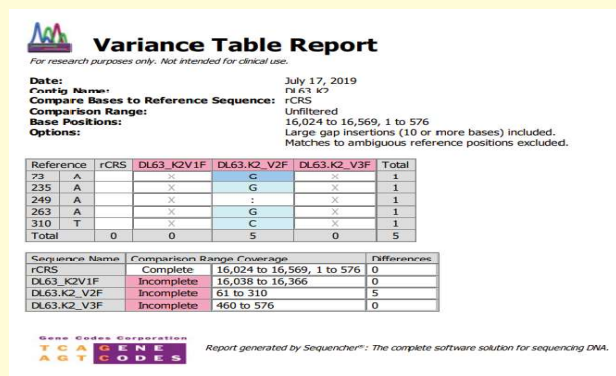 Variance Table Report
For research purposes only. Not intended for clinical use.
Date: July 17, 2019
Contig Name: DL63_K2
Compare Bases to Reference Sequence: rCRS
Comparison Range: Unfiltered
Base Positions: 16,024 to 16,569, 1 to 576
Options: Large gap insertions (10 or more bases) included.
Matches to ambiguous reference positions excluded.
Reference rCRS DL63_K2V1F DL63.K2_V2F DL63.K2_V3F Total
73 A X G X 1
235 A X G X 1
249 A X : X 1
263 A X G X 1
310 T X C X 1
Total 0 0 5 0 5
Sequence Name Comparison Range Coverage Differences
rCRS Complete 16,024 to 16,569, 1 to 576 0
DL63_K2V1F Incomplete 16,038 to 16,366 0
DL63.K2_V2F Incomplete 61 to 310 5
DL63.K2_V3F Incomplete 460 to 576 0
Gene Codes Corporation
T C A G E N E
A G T C O D E S
Report generated by Sequencher®: The complete software solution for sequencing DNA.